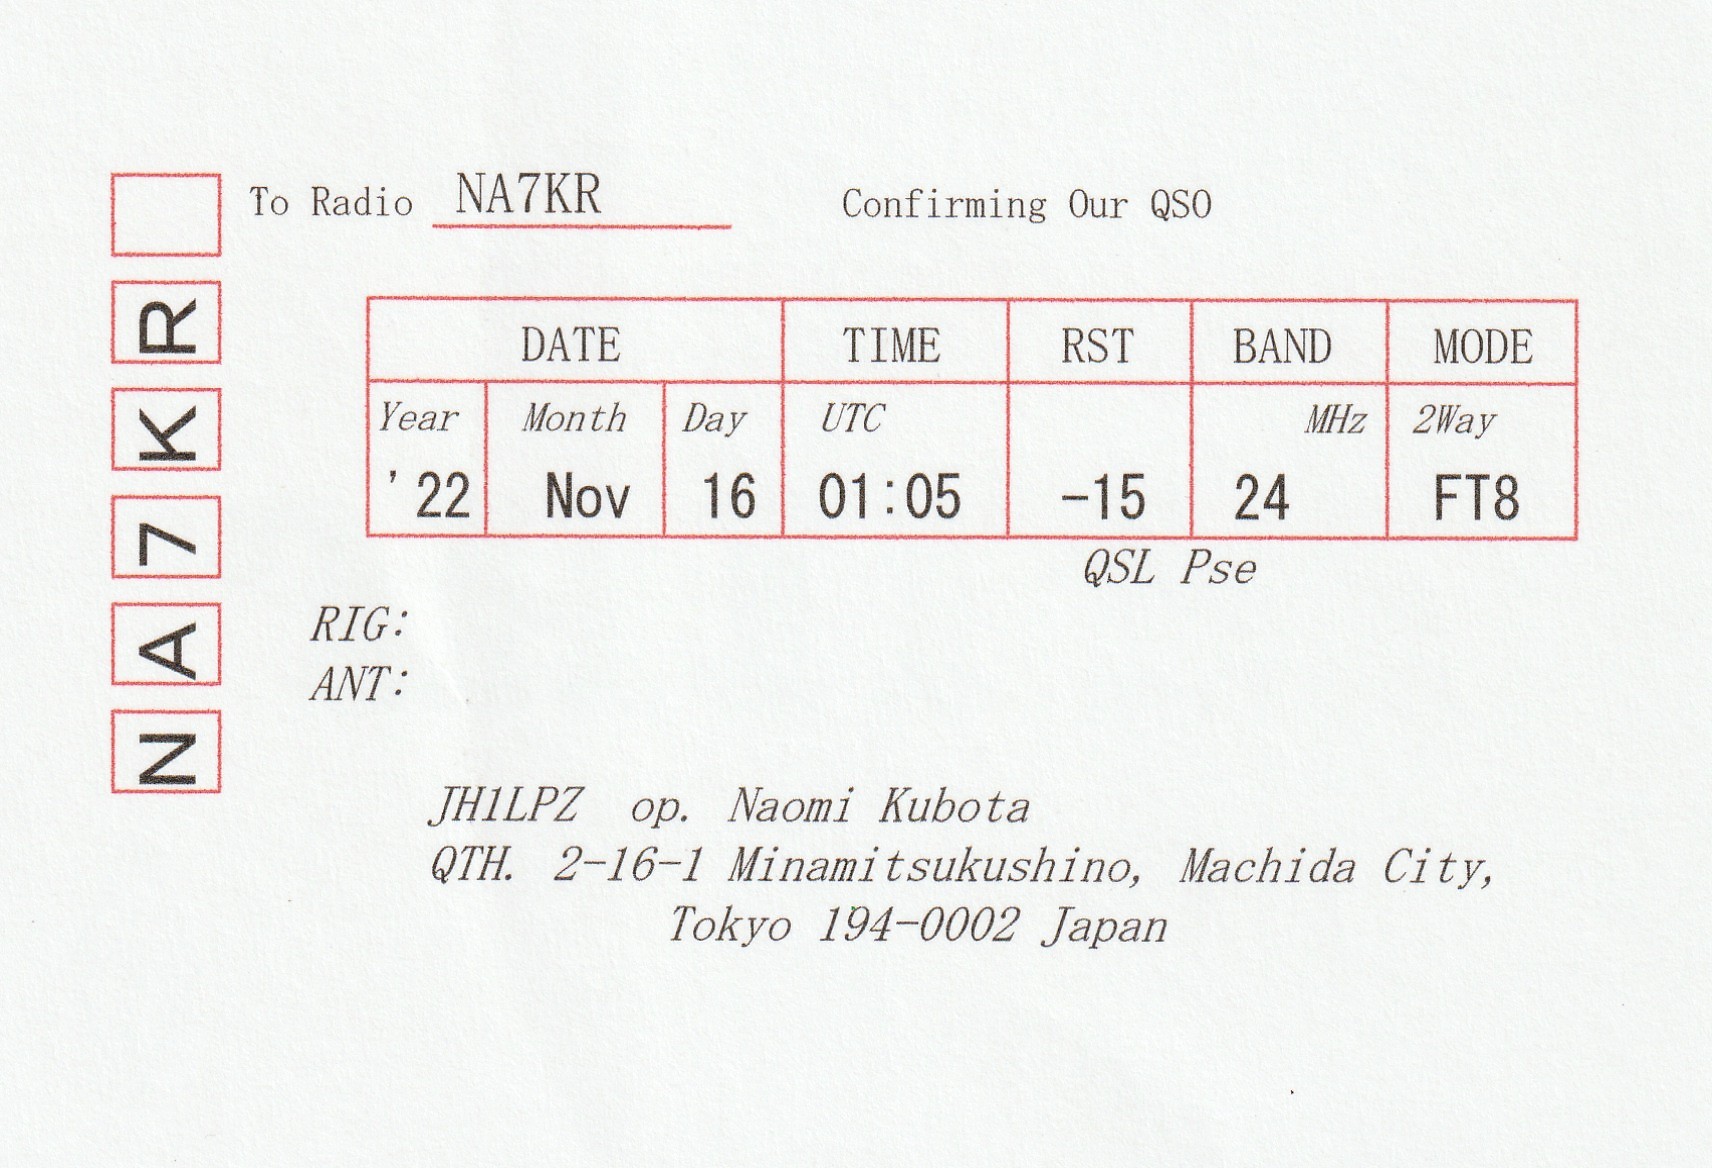 To Radio NA7KR Confirming Our QSO
NA7KR
DATE TIME RST BAND MODE
Year Month Day UTC MHz 2Way
'22 Nov 16 01:05 -15 24 FT8
QSL Pse
RIG:
ANT:
JH1LPZ op. Naomi Kubota
QTH. 2-16-1 Minamitsukushino, Machida City,
Tokyo 194-0002 Japan